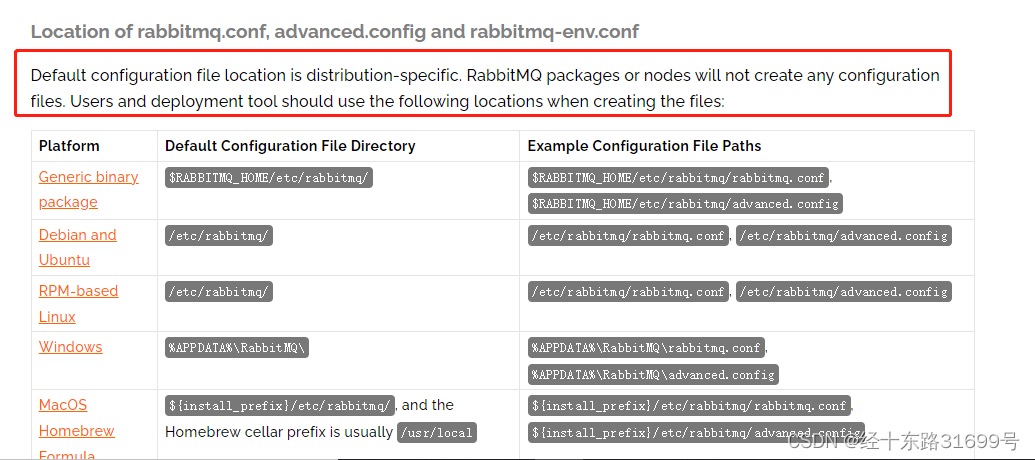 Location of rabbitmq.conf, advanced.config and rabbitmq-env.conf
Default configuration file location is distribution-specific. RabbitMQ packages or nodes will not create any configuration
files. Users and deployment tool should use the following locations when creating the files:
Platform Default Configuration File Directory Example Configuration File Paths
Generic binary $RABBITMQ_HOME/etc/rabbitmq/ $RABBITMQ_HOME/etc/rabbitmq/rabbitmq.conf,
package $RABBITMQ_HOME/etc/rabbitmq/advanced.config
Debian and /etc/rabbitmq/ /etc/rabbitmq/rabbitmq.conf, /etc/rabbitmq/advanced.config
Ubuntu
RPM-based /etc/rabbitmq/ /etc/rabbitmq/rabbitmq.conf, /etc/rabbitmq/advanced.config
Linux
Windows %APPDATA%\RabbitMQ\ %APPDATA%\RabbitMQ\rabbitmq.conf,
%APPDATA%\RabbitMQ\advanced.config
MacOS ${install_prefix}/etc/rabbitmq/, and the ${install_prefix}/etc/rabbitmq/rabbitmq.conf,
Homebrew Homebrew cellar prefix is usually /usr/local ${install_prefix}/etc/rabbitmq/advanced.config
Formula
CSDN @经十东路31699号